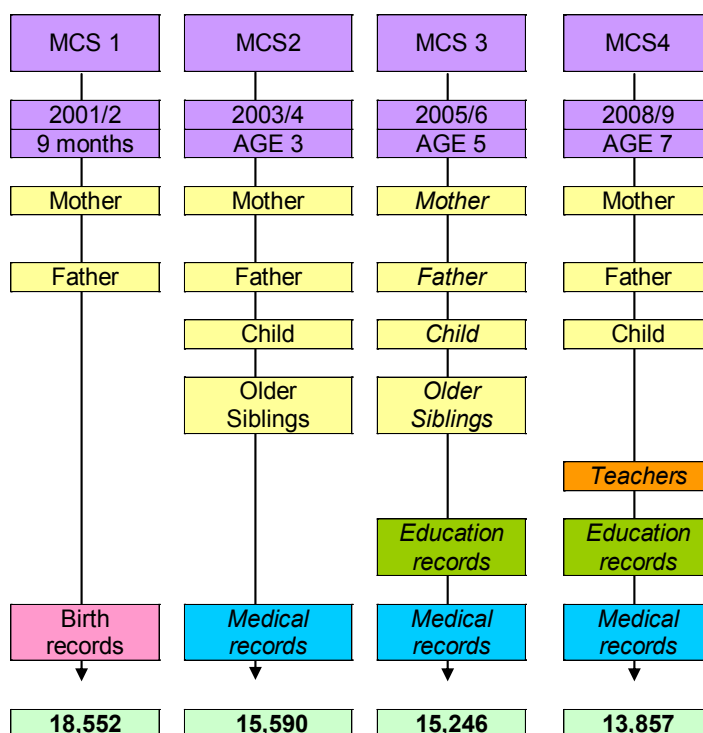 MCS 1 MCS2 MCS 3 MCS4
2001/2 2003/4 2005/6 2008/9
9 months AGE 3 AGE 5 AGE 7
Mother Mother Mother Mother
Father Father Father Father
Child Child Child
Older Older
Siblings Siblings
Teachers
Education Education
records records
Birth Medical Medical Medical
records records records records
18,552 15,590 15,246 13,857